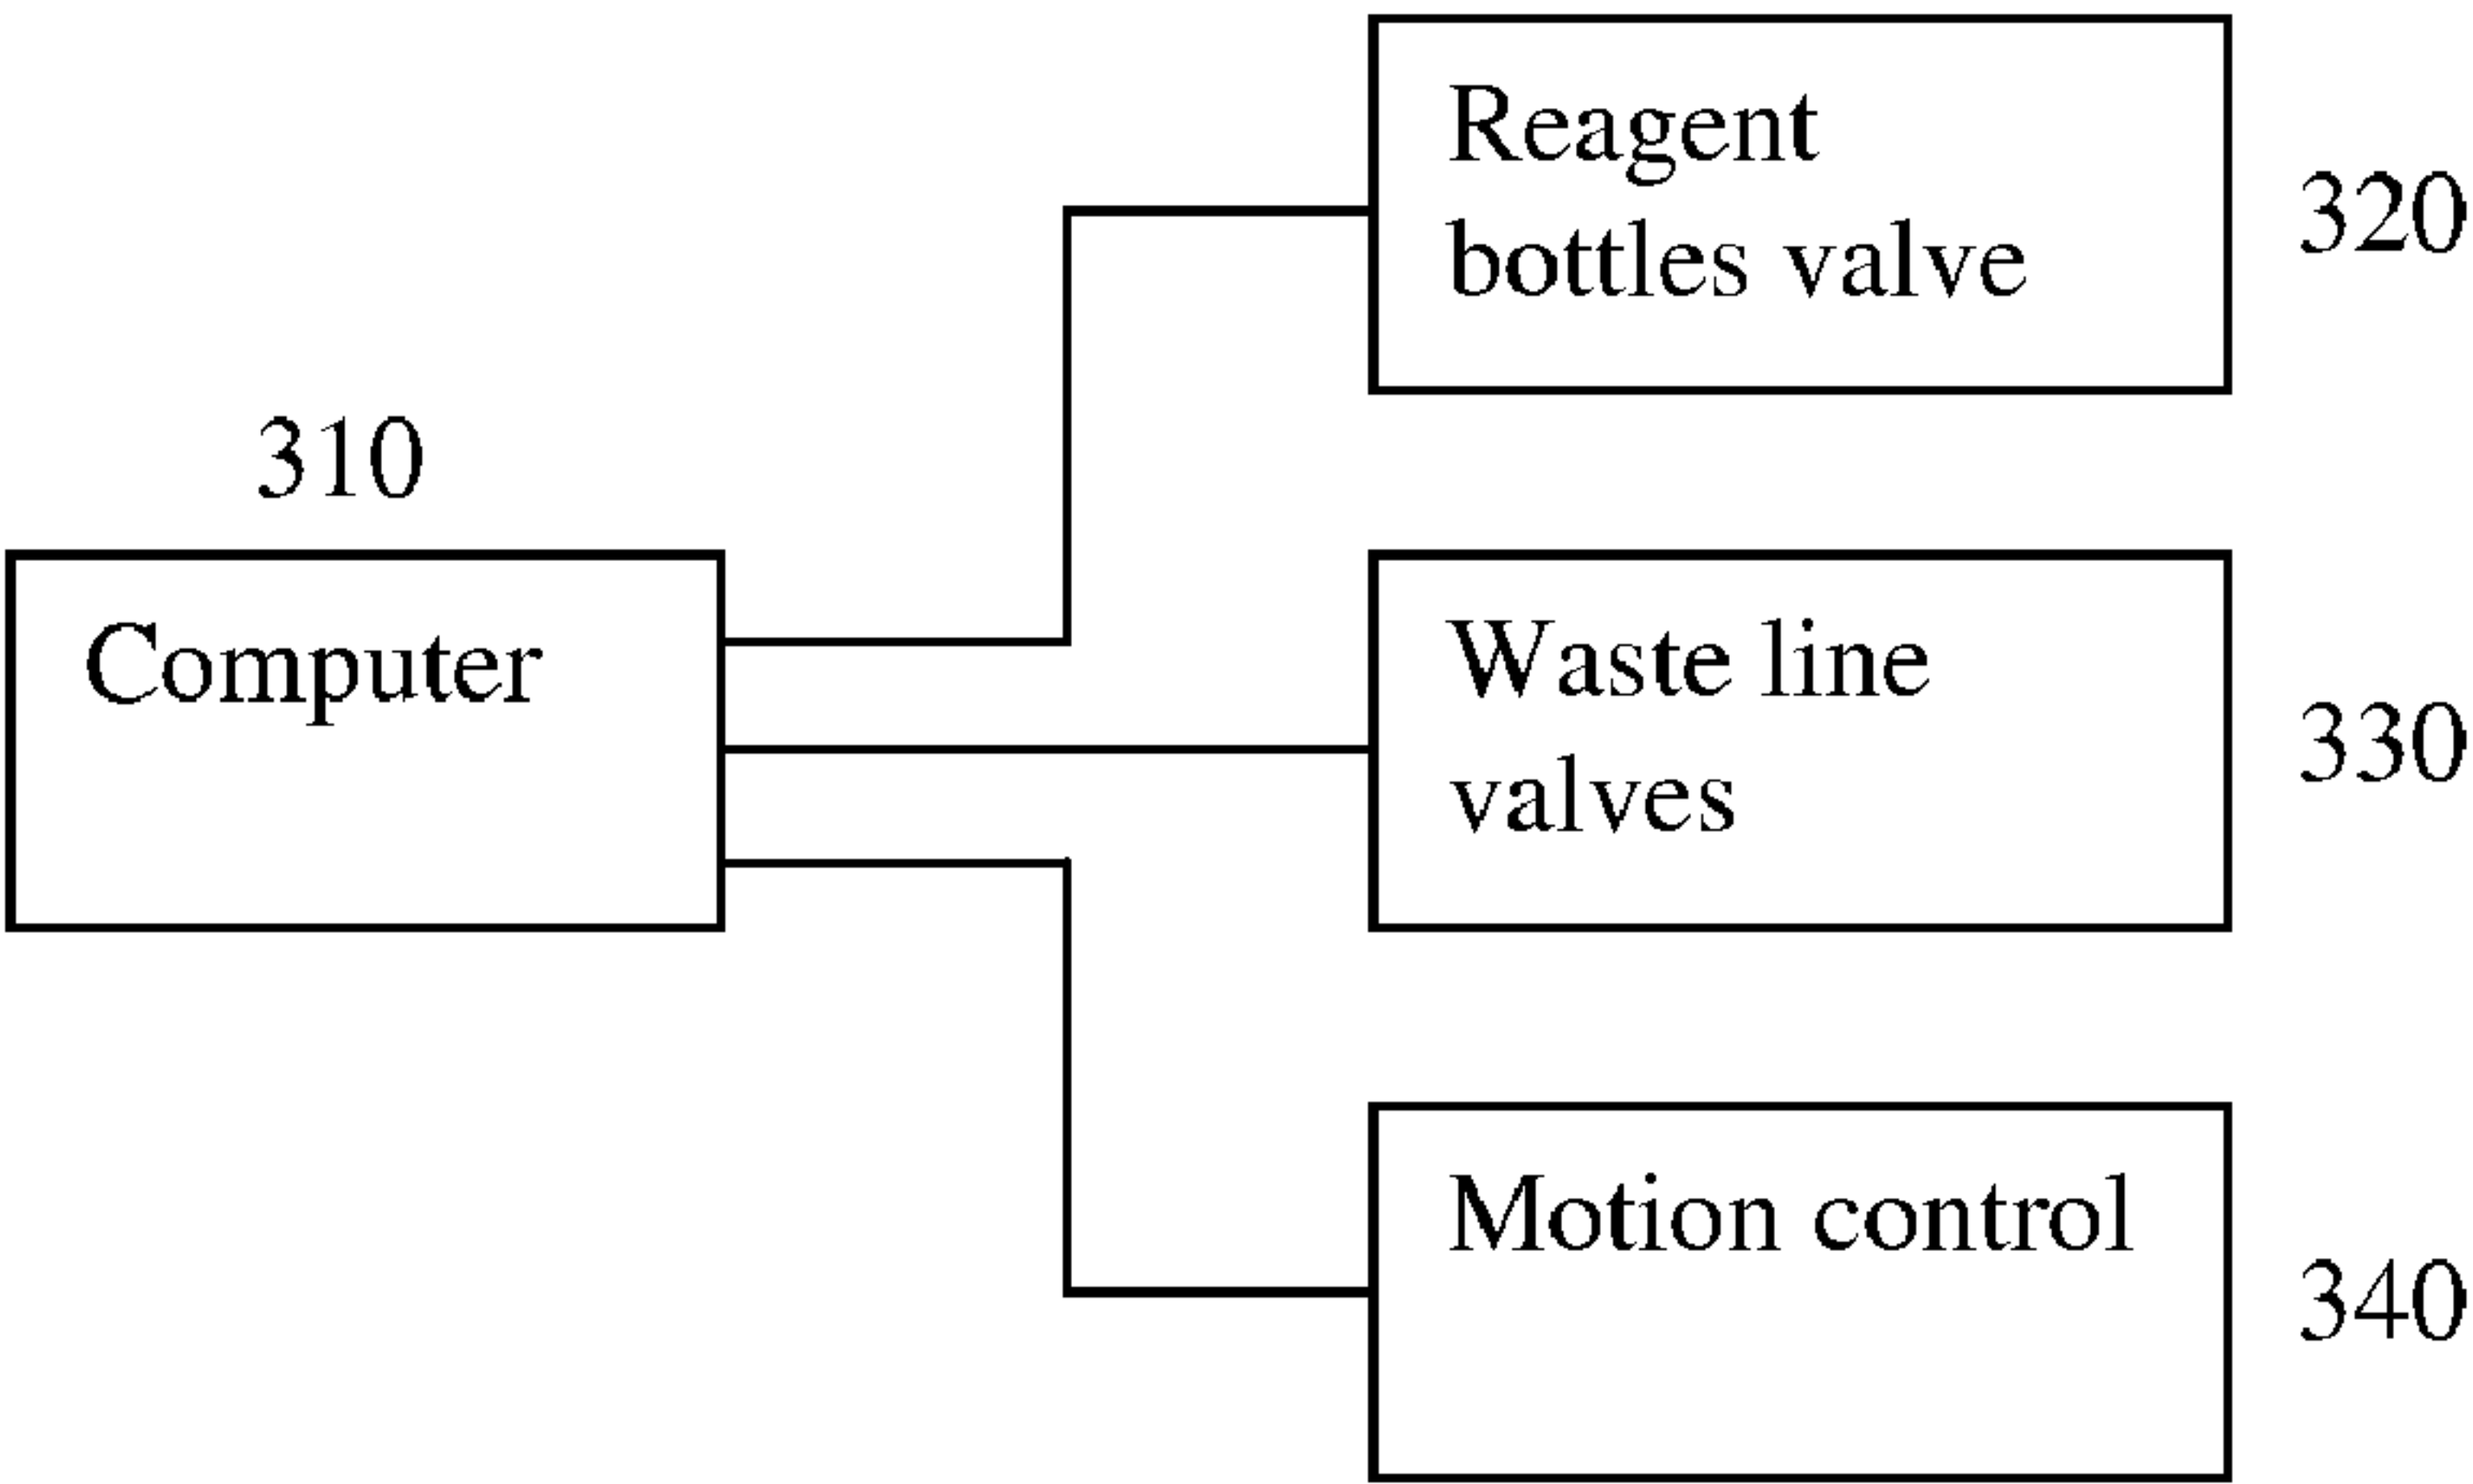 Reagent
bottles valve
320
310
Computer
Waste line
valves
330
Motion control
340